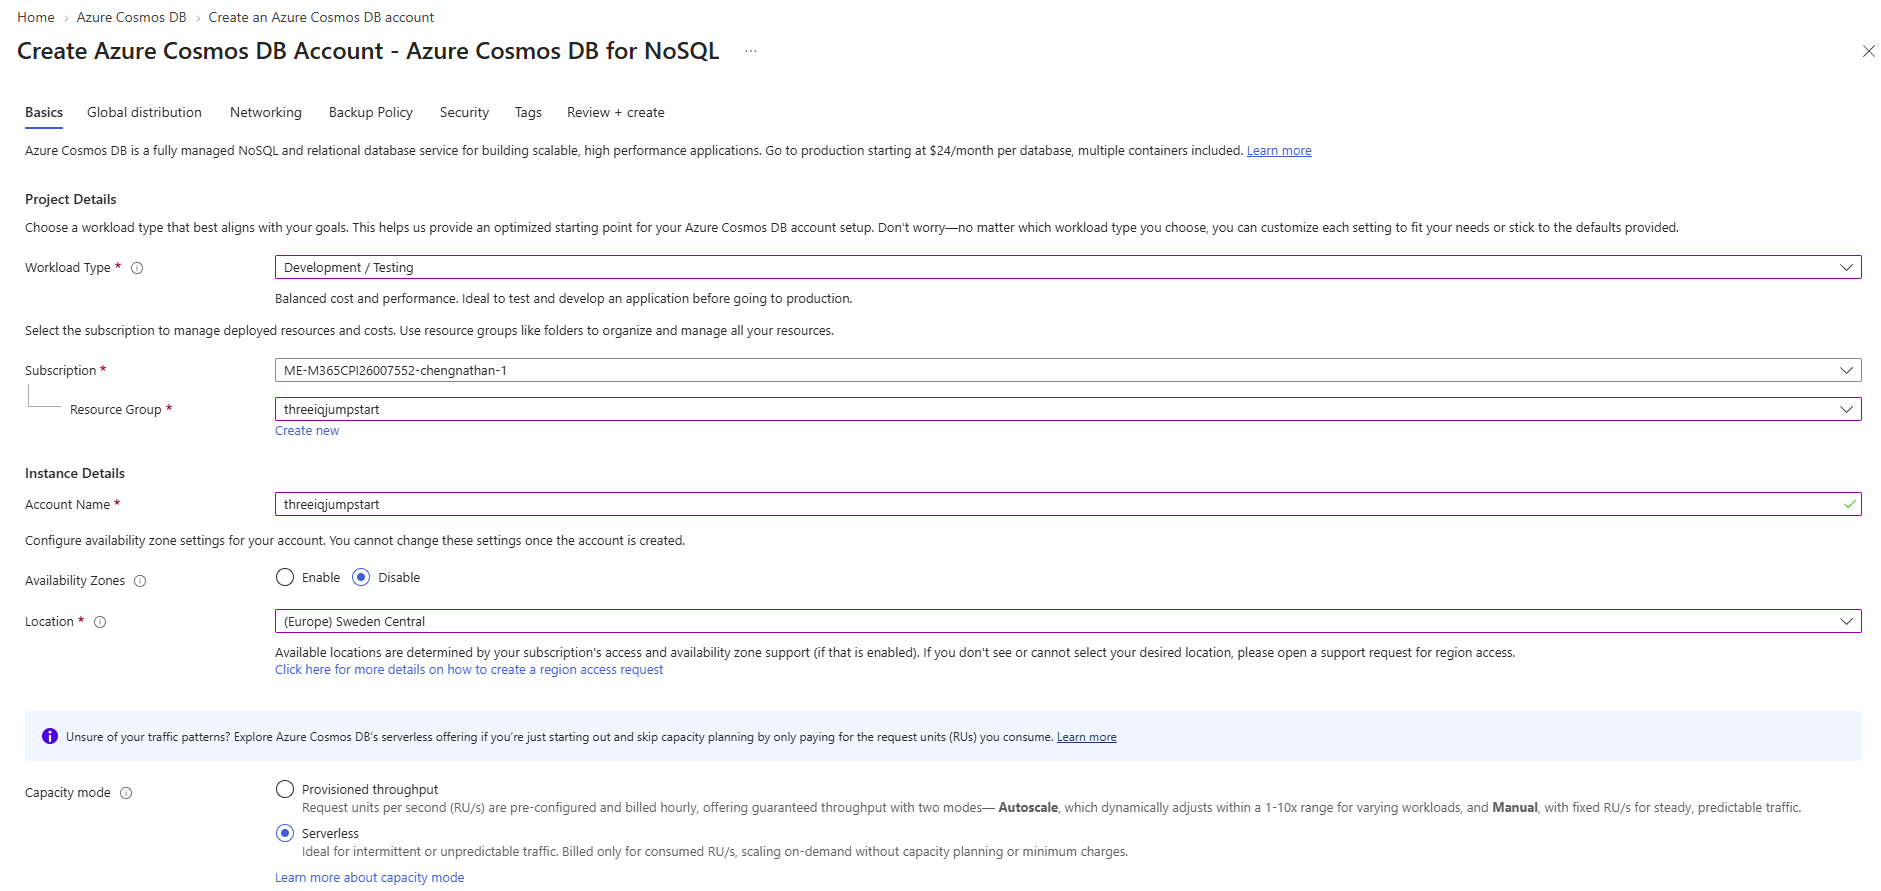 Home > Azure Cosmos DB > Create an Azure Cosmos DB account
Create Azure Cosmos DB Account - Azure Cosmos DB for NoSQL ...
Basics Global distribution Networking Backup Policy Security Tags Review + create
Azure Cosmos DB is a fully managed NoSQL and relational database service for building scalable, high performance applications. Go to production starting at $24/month per database, multiple containers included. Learn more
Project Details
Choose a workload type that best aligns with your goals. This helps us provide an optimized starting point for your Azure Cosmos DB account setup. Don't worry—no matter which workload type you choose, you can customize each setting to fit your needs or stick to the defaults provided.
Workload Type * Development / Testing
Balanced cost and performance. Ideal to test and develop an application before going to production.
Select the subscription to manage deployed resources and costs. Use resource groups like folders to organize and manage all your resources.
Subscription * ME-M365CPI26007552-chengnathan-1
Resource Group * threeiqjumpstart
Create new
Instance Details
Account Name * threeiqjumpstart
Configure availability zone settings for your account. You cannot change these settings once the account is created.
Availability Zones Enable Disable
Location * (Europe) Sweden Central
Available locations are determined by your subscription's access and availability zone support (if that is enabled). If you don't see or cannot select your desired location, please open a support request for region access.
Click here for more details on how to create a region access request
Unsure of your traffic patterns? Explore Azure Cosmos DB's serverless offering if you're just starting out and skip capacity planning by only paying for the request units (RUs) you consume. Learn more
Capacity mode Provisioned throughput
Request units per second (RU/s) are pre-configured and billed hourly, offering guaranteed throughput with two modes— Autoscale, which dynamically adjusts within a 1-10x range for varying workloads, and Manual, with fixed RU/s for steady, predictable traffic.
Serverless
Ideal for intermittent or unpredictable traffic. Billed only for consumed RU/s, scaling on-demand without capacity planning or minimum charges.
Learn more about capacity mode